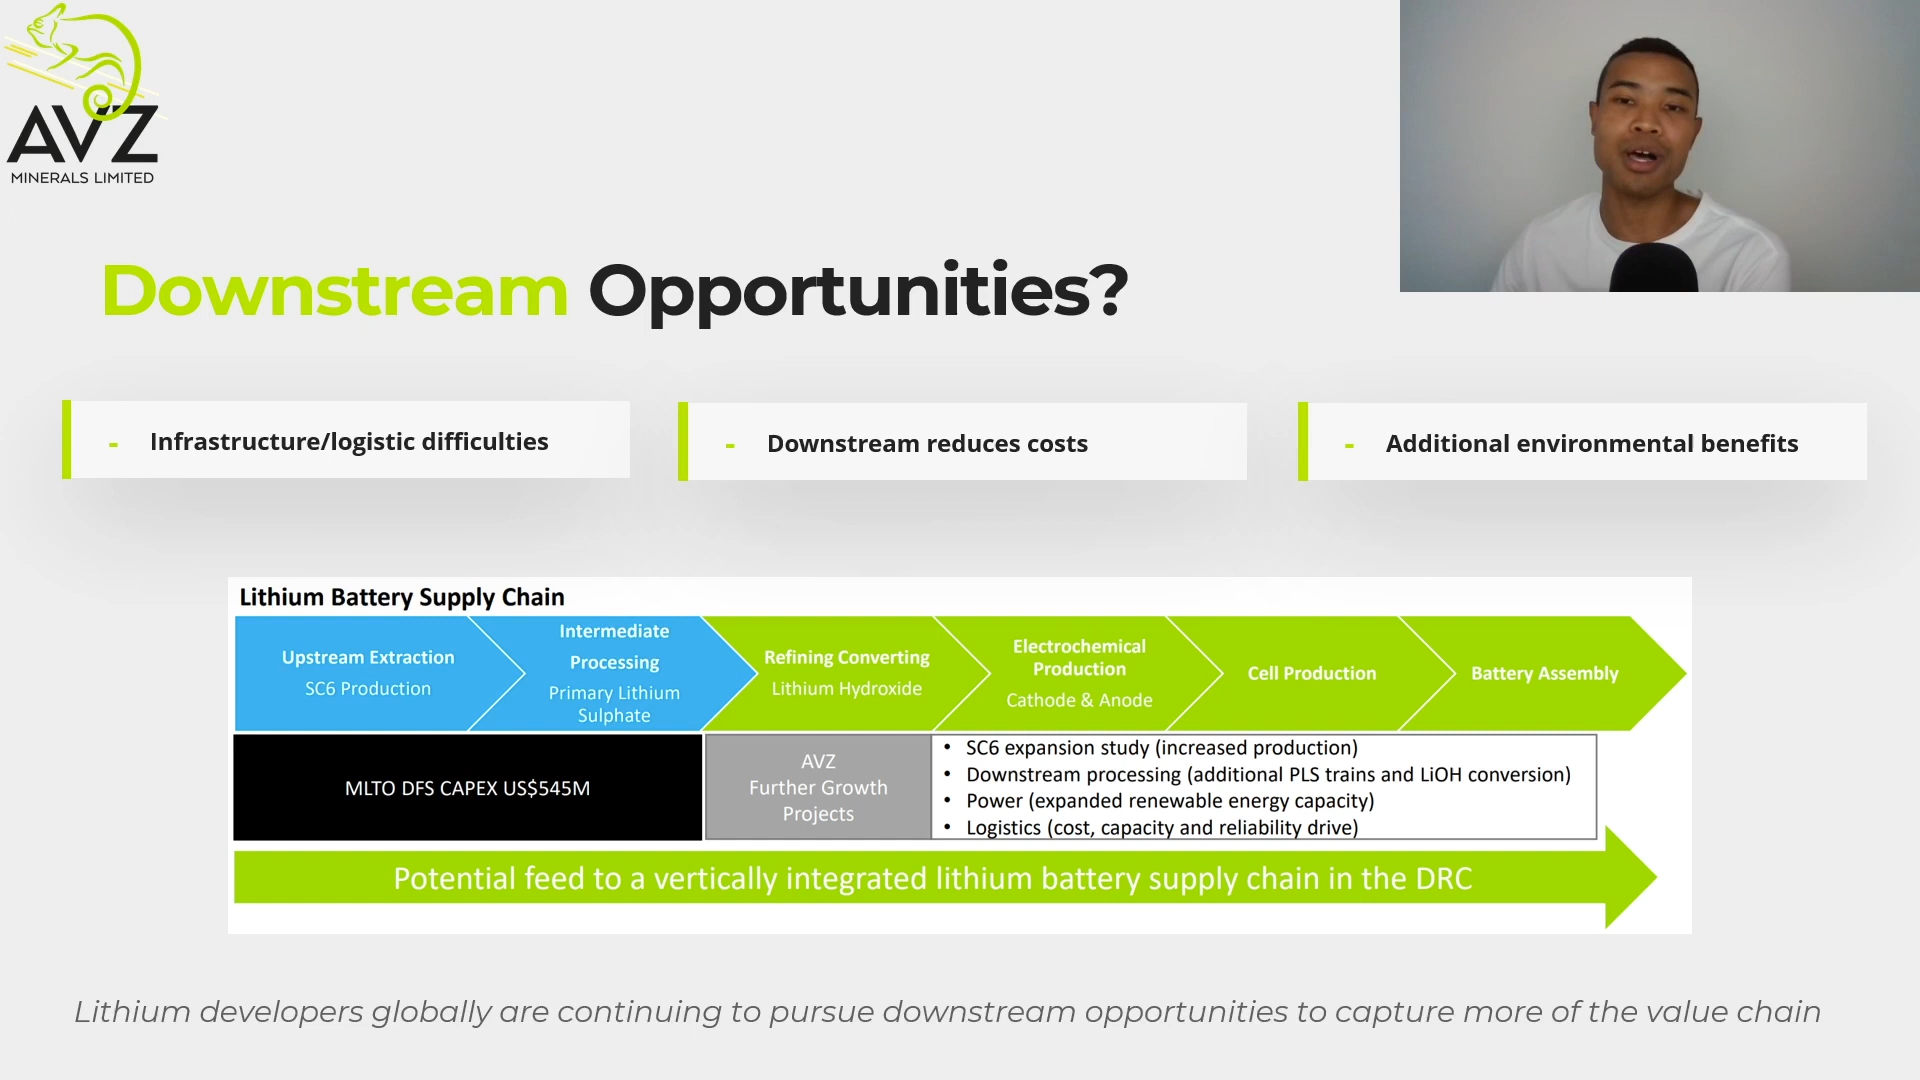 AVZ
MINERALS LIMITED
Downstream Opportunities?
- Infrastructure/logistic difficulties
- Downstream reduces costs
- Additional environmental benefits
Lithium Battery Supply Chain
Upstream Extraction
SC6 Production
Intermediate
Processing
Primary Lithium
Sulphate
Refining Converting
Lithium Hydroxide
Electrochemical
Production
Cathode & Anode
Cell Production
Battery Assembly
MLTO DFS CAPEX US$545M
AVZ
Further Growth
Projects
• SC6 expansion study (increased production)
• Downstream processing (additional PLS trains and LiOH conversion)
• Power (expanded renewable energy capacity)
• Logistics (cost, capacity and reliability drive)
Potential feed to a vertically integrated lithium battery supply chain in the DRC
Lithium developers globally are continuing to pursue downstream opportunities to capture more of the value chain